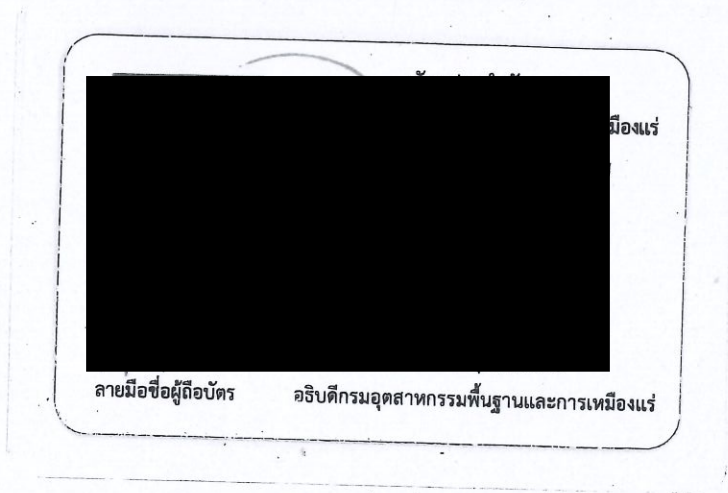 มืองแร่
ลายมือชื่อผู้ถือบัตร
อธิบดีกรมอุตสาหกรรมพื้นฐานและการเหมืองแร่